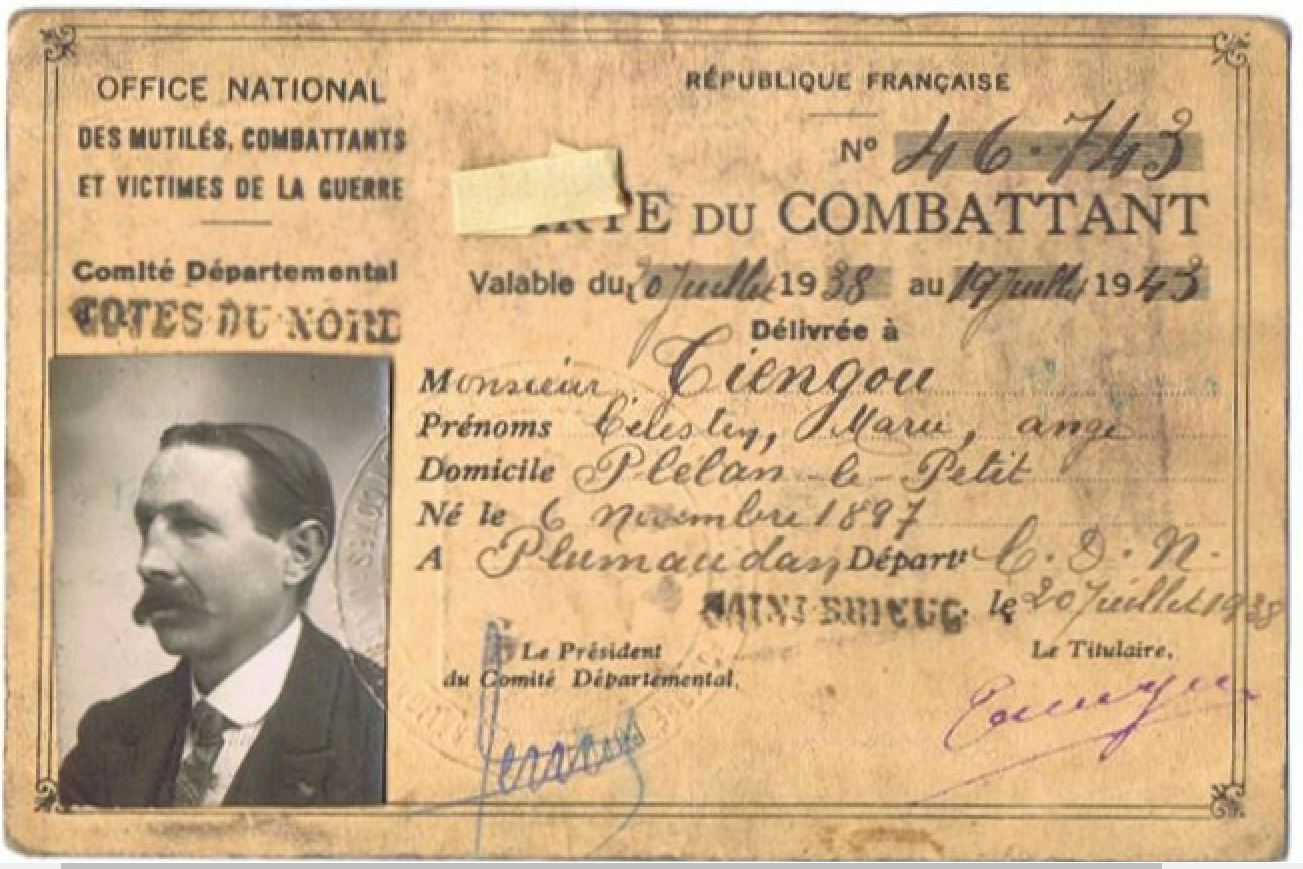 OFFICE NATIONAL
DES MUTILÉS, COMBATTANTS
ET VICTIMES DE LA GUERRE
Comité Départemental
COTES DU NORD
RÉPUBLIQUE FRANÇAISE
Nº 46.743
RTE DU COMBATTANT
Valable du 20 Juillet 1938 au 19 Juillet 1943
Délivrée à
Monsieur Tiengou
Prénoms Célestin, Marie, ange
Domicile Plélan-le-Petit
Né le 6 novembre 1897
A Plumaudan Départt C.D.N.
SAINT-BRIEUC, le 20 Juillet 1938
Le Président
du Comité Départemental,
Le Titulaire,